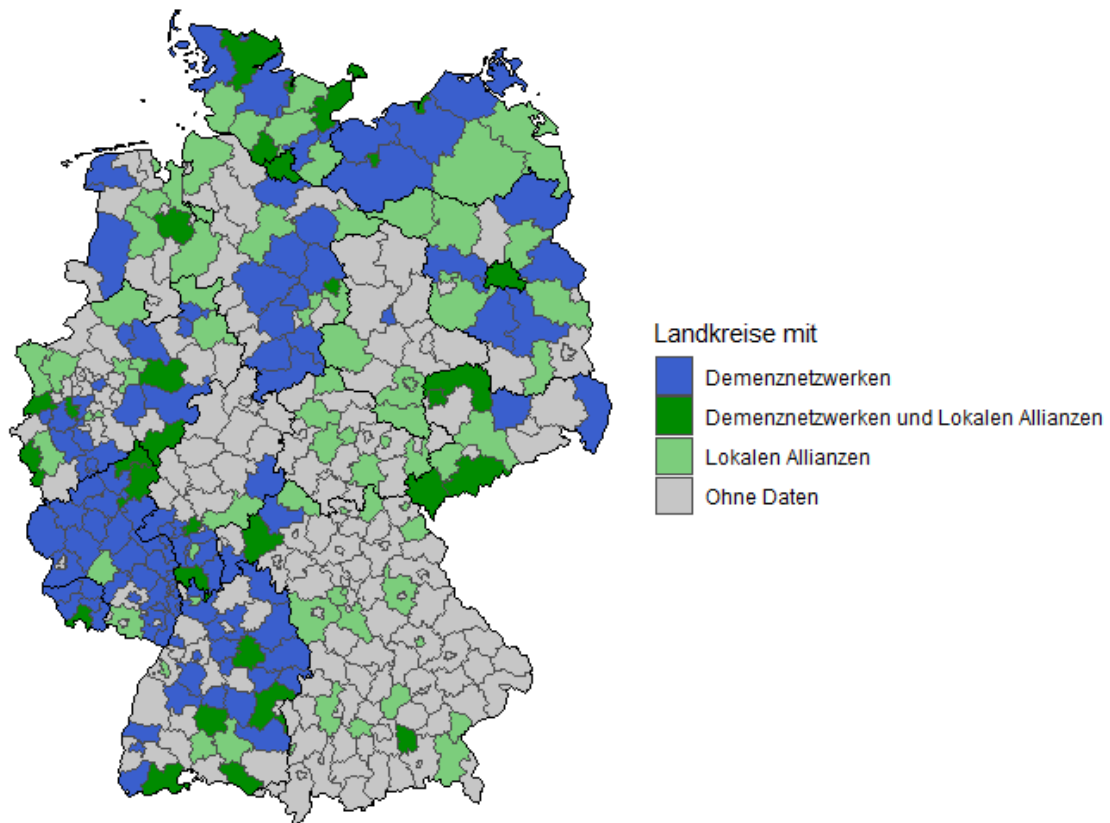 Landkreise mit
Demenznetzwerken
Demenznetzwerken und Lokalen Allianzen
Lokalen Allianzen
Ohne Daten